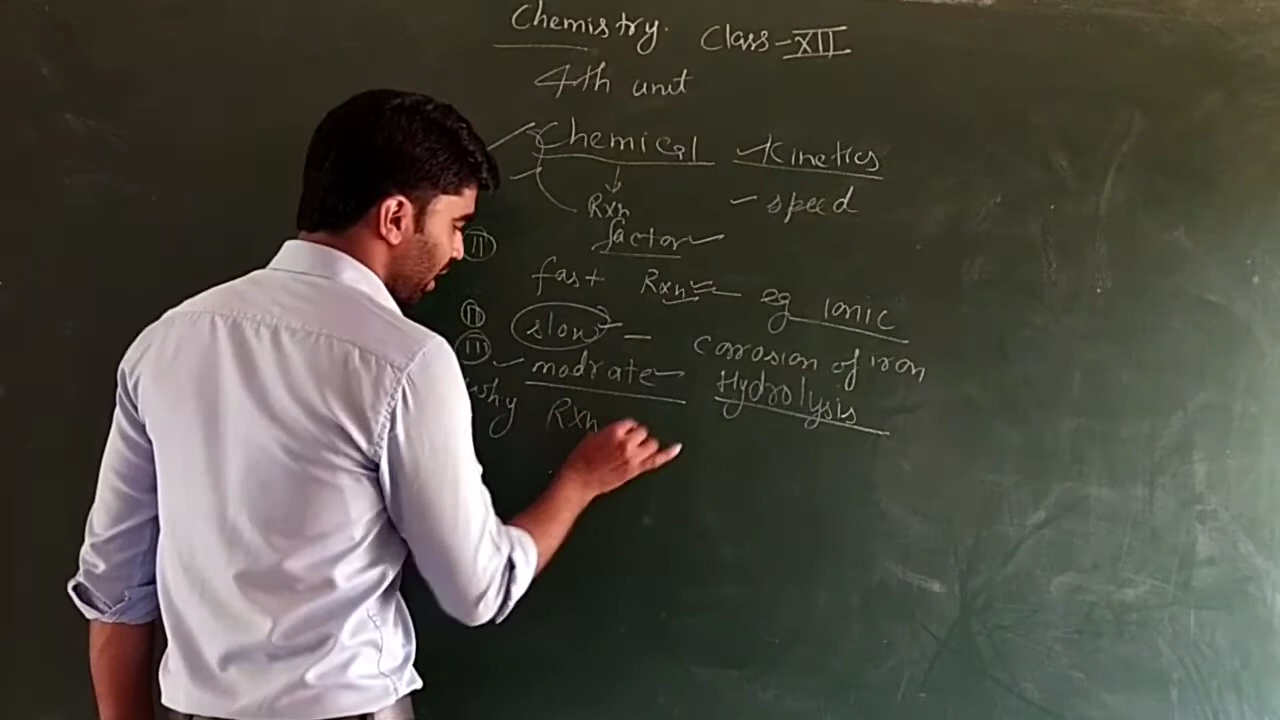 Chemistry. Class - XII
4th unit
Chemical Kinetics
Rxn - speed
factor
II fast Rxn - eg ionic
II slow - Corrosion of iron
III modrate - Hydrolysis
why Rxn